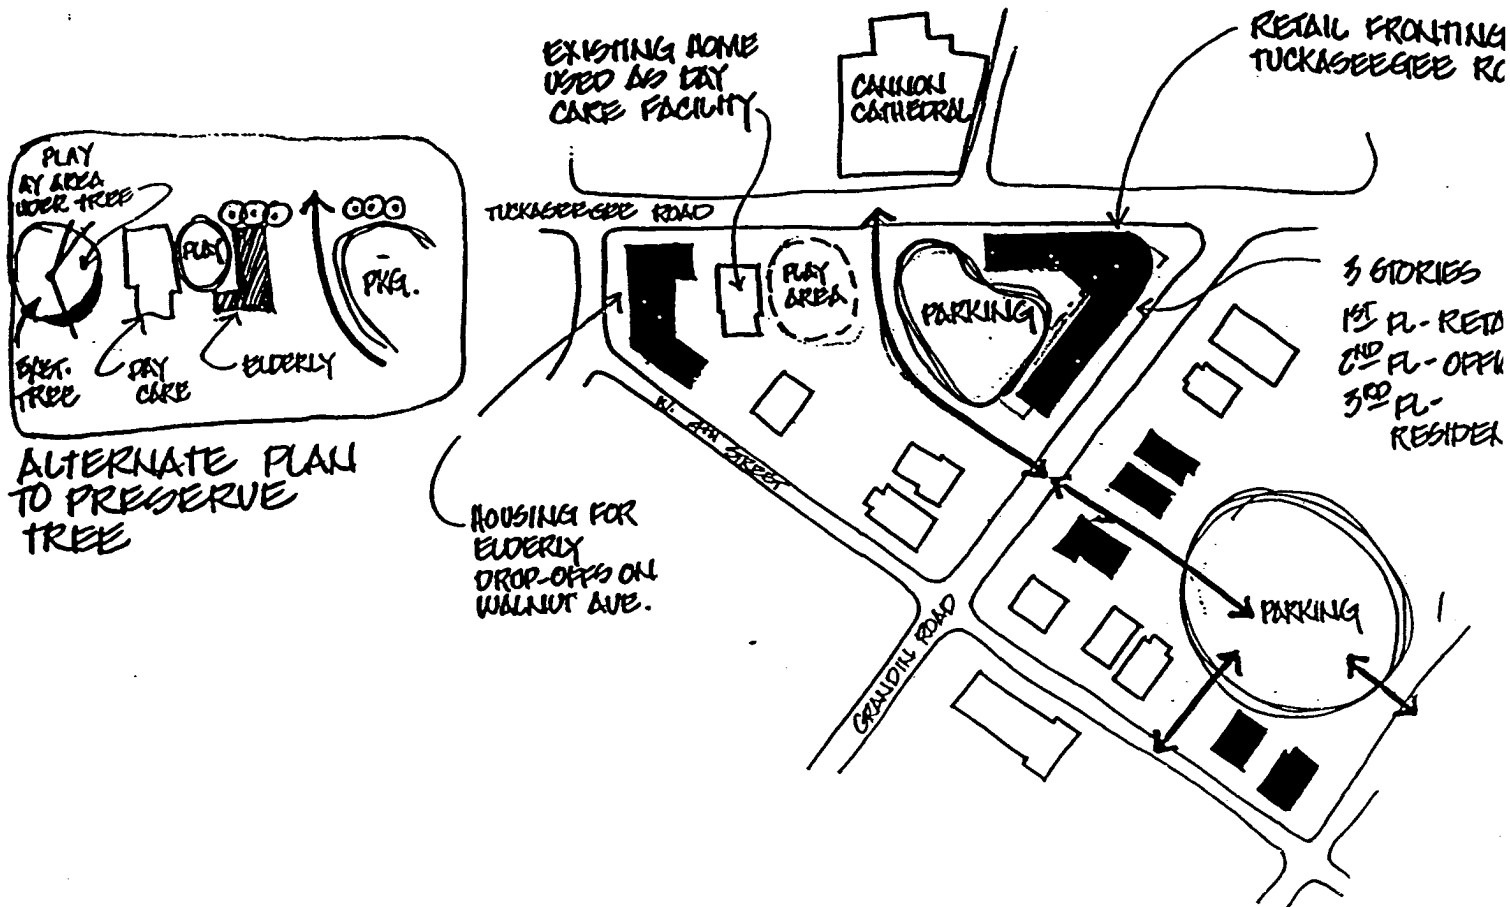 EXISTING HOME
USED AS DAY
CARE FACILITY
CANNON
CATHEDRAL
RETAIL FRONTING
TUCKASEEGEE
PLAY
AREA
UNDER TREE
PLAY
PKG.
EXIST.
TREE
DAY
CARE
ELDERLY
ALTERNATE PLAN
TO PRESERVE
TREE
TUCKASEEGEE ROAD
PLAY
AREA
PARKING
3 STORIES
1ST FL- RETA
2ND FL- OFFI
3RD FL-
RESIDEN
W. 4TH STREET
HOUSING FOR
ELDERLY
DROP-OFFS ON
WALNUT AVE.
GRANDIN ROAD
PARKING